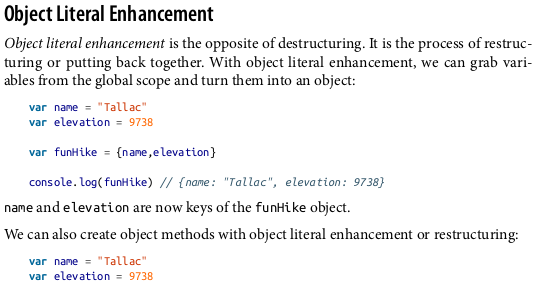 Object Literal Enhancement
Object literal enhancement is the opposite of destructuring. It is the process of restruc-
turing or putting back together. With object literal enhancement, we can grab vari-
ables from the global scope and turn them into an object:
var name = "Tallac"
var elevation = 9738
var funHike = {name,elevation}
console.log(funHike) // {name: "Tallac", elevation: 9738}
name and elevation are now keys of the funHike object.
We can also create object methods with object literal enhancement or restructuring:
var name = "Tallac"
var elevation = 9738